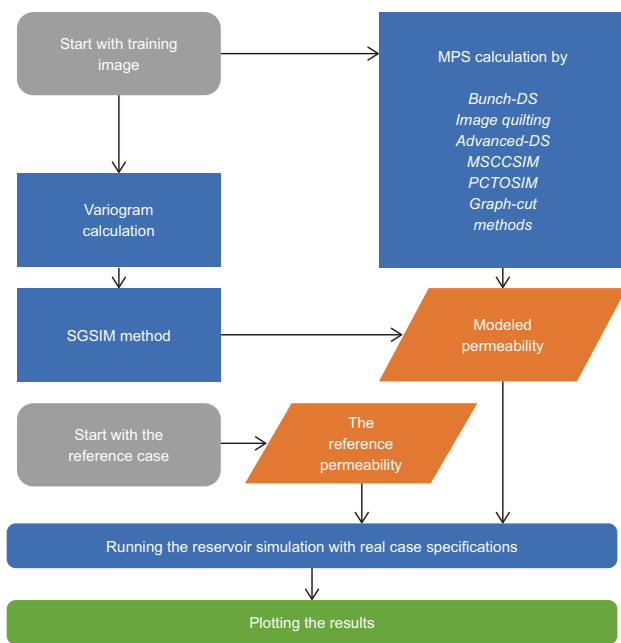 Start with training
image
MPS calculation by
Bunch-DS
Image quilting
Advanced-DS
MSCCSIM
PCTOSIM
Graph-cut
methods
Variogram
calculation
SGSIM method
Modeled
permeability
Start with the
reference case
The
reference
permeability
Running the reservoir simulation with real case specifications
Plotting the results